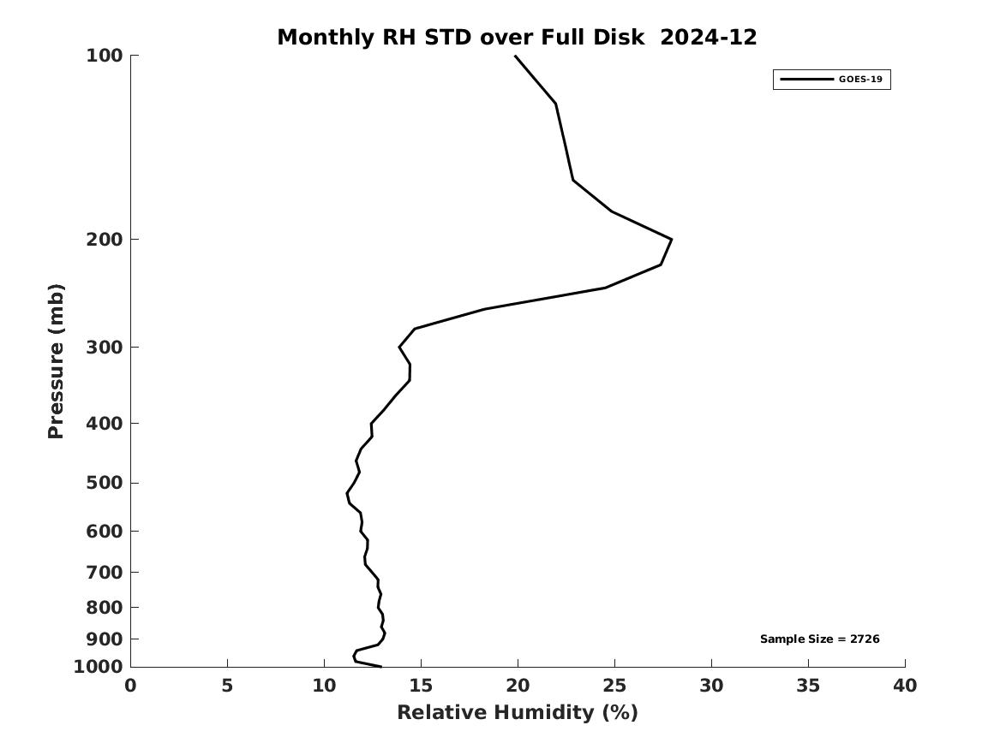 Monthly RH STD over Full Disk  2024-12
GOES-19
Pressure (mb)
100
200
300
400
500
600
700
800
900
1000
Sample Size = 2726
0 5 10 15 20 25 30 35 40
Relative Humidity (%)